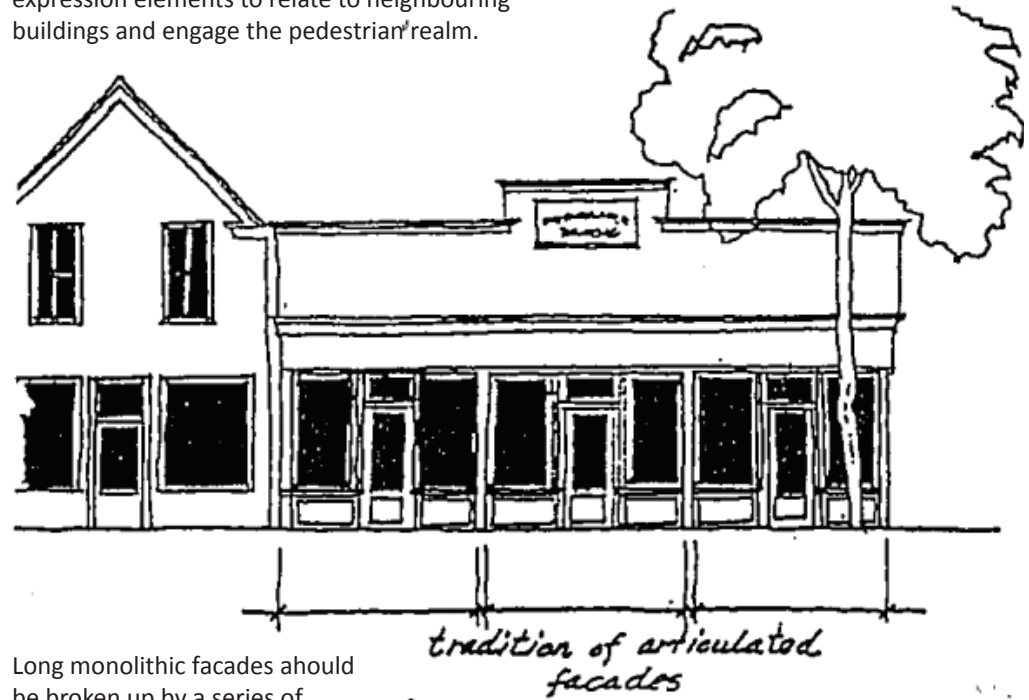 expression elements to relate to neighbouring
buildings and engage the pedestrian realm.
tradition of articulated
facades
Long monolithic facades ahould
be broken up by a series of